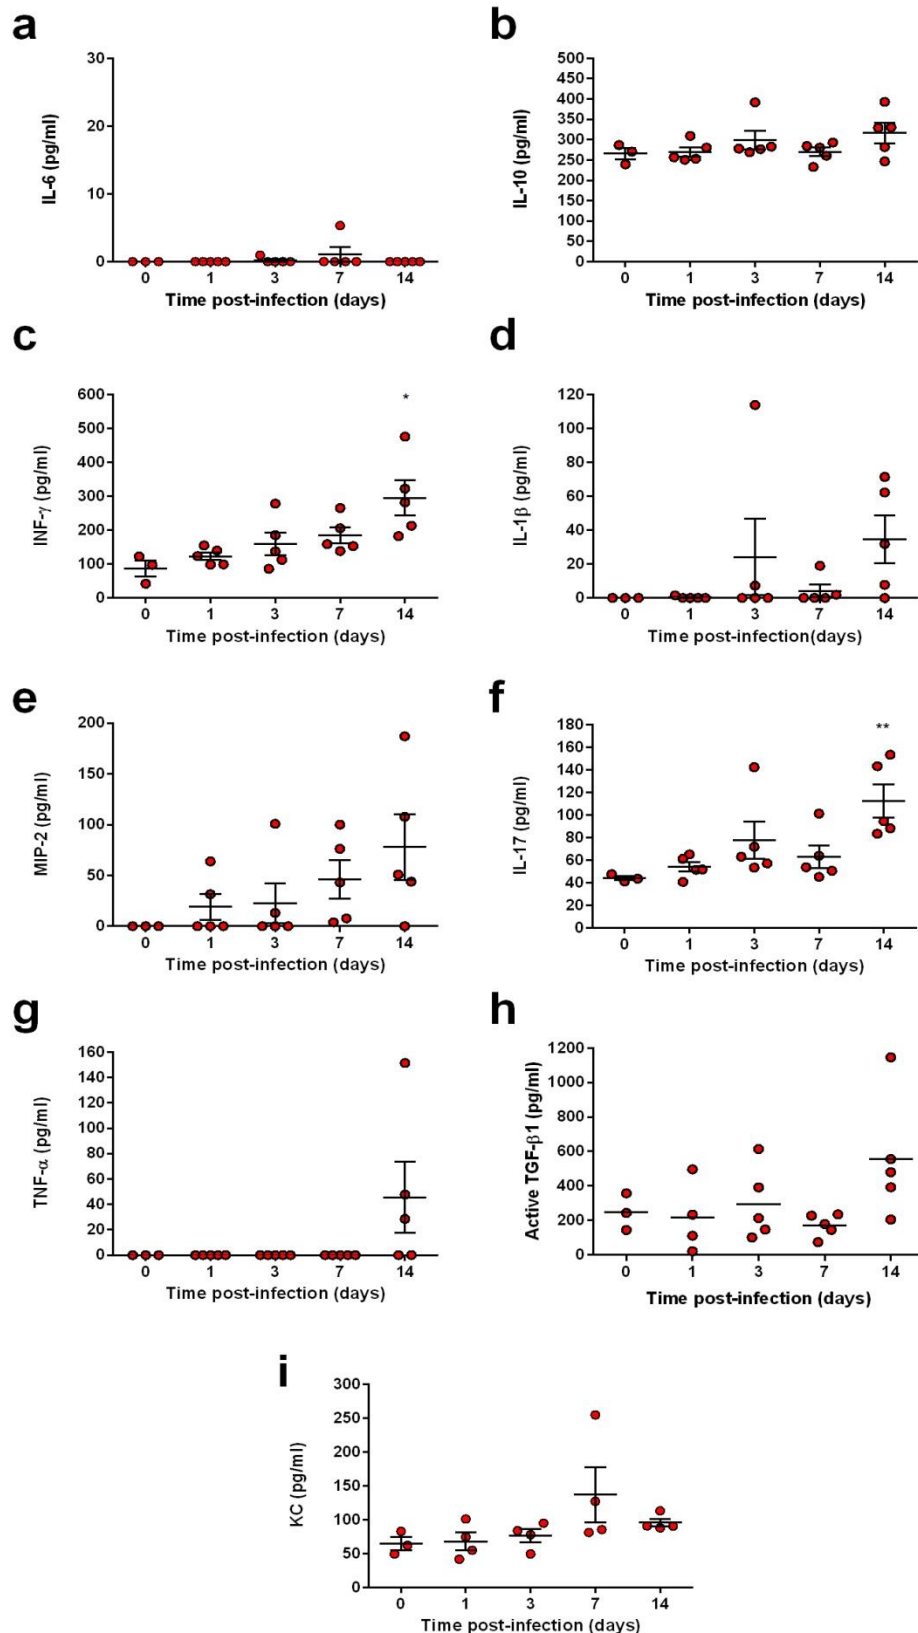 a
IL-6 (pg/ml)
30
20
10
0
0 1 3 7 14
Time post-infection (days)
b
IL-10 (pg/ml)
500
450
400
350
300
250
200
150
100
50
0
0 1 3 7 14
Time post-infection (days)
c
INF-γ (pg/ml)
600
500
400
300
200
100
0
*
0 1 3 7 14
Time post-infection (days)
d
IL-1β (pg/ml)
120
100
80
60
40
20
0
0 1 3 7 14
Time post-infection(days)
e
MIP-2 (pg/ml)
200
150
100
50
0
0 1 3 7 14
Time post-infection (days)
f
IL-17 (pg/ml)
180
160
140
120
100
80
60
40
20
0
**
0 1 3 7 14
Time post-infection (days)
g
TNF-α (pg/ml)
160
140
120
100
80
60
40
20
0
0 1 3 7 14
Time post-infection (days)
h
Active TGF-β1 (pg/ml)
1200
1000
800
600
400
200
0
0 1 3 7 14
Time post-infection (days)
i
KC (pg/ml)
300
250
200
150
100
50
0
0 1 3 7 14
Time post-infection (days)